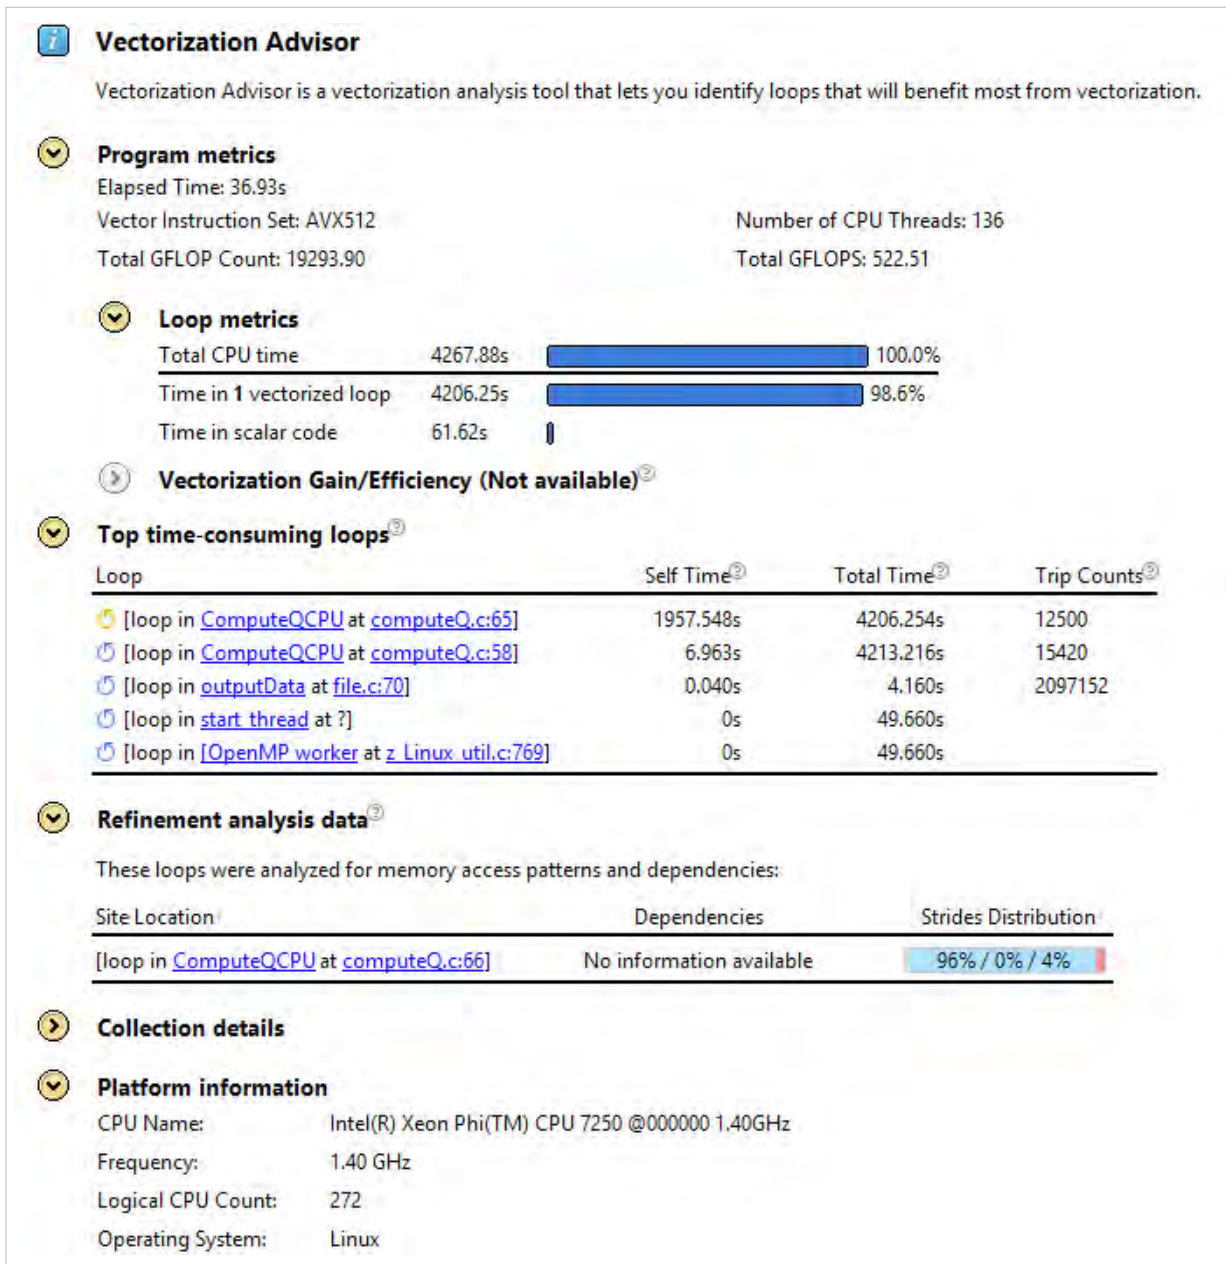 Vectorization Advisor
Vectorization Advisor is a vectorization analysis tool that lets you identify loops that will benefit most from vectorization.
Program metrics
Elapsed Time: 36.93s
Vector Instruction Set: AVX512 Number of CPU Threads: 136
Total GFLOP Count: 19293.90 Total GFLOPS: 522.51
Loop metrics
Total CPU time 4267.88s 100.0%
Time in 1 vectorized loop 4206.25s 98.6%
Time in scalar code 61.62s
Vectorization Gain/Efficiency (Not available)
Top time-consuming loops
Loop Self Time Total Time Trip Counts
[loop in ComputeQCPU at computeQ.c:65] 1957.548s 4206.254s 12500
[loop in ComputeQCPU at computeQ.c:58] 6.963s 4213.216s 15420
[loop in outputData at file.c:70] 0.040s 4.160s 2097152
[loop in start_thread at ?] 0s 49.660s
[loop in [OpenMP worker at z_Linux_util.c:769] 0s 49.660s
Refinement analysis data
These loops were analyzed for memory access patterns and dependencies:
Site Location Dependencies Strides Distribution
[loop in ComputeQCPU at computeQ.c:66] No information available 96% / 0% / 4%
Collection details
Platform information
CPU Name: Intel(R) Xeon Phi(TM) CPU 7250 @000000 1.40GHz
Frequency: 1.40 GHz
Logical CPU Count: 272
Operating System: Linux